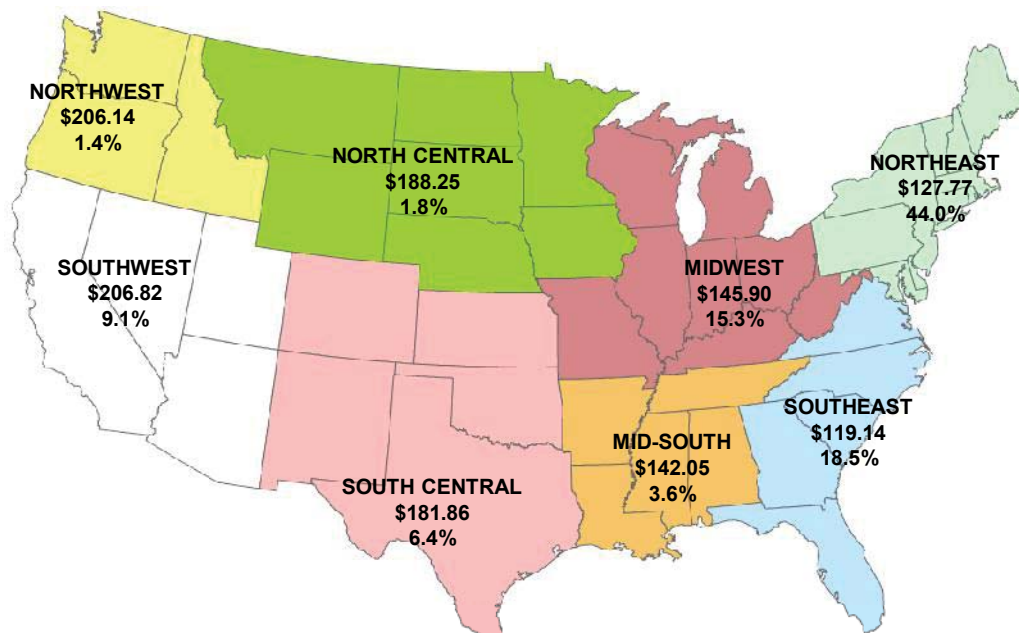 NORTHWEST
$206.14
1.4%
NORTH CENTRAL
$188.25
1.8%
NORTHEAST
$127.77
44.0%
SOUTHWEST
$206.82
9.1%
MIDWEST
$145.90
15.3%
SOUTHEAST
$119.14
18.5%
MID-SOUTH
$142.05
3.6%
SOUTH CENTRAL
$181.86
6.4%